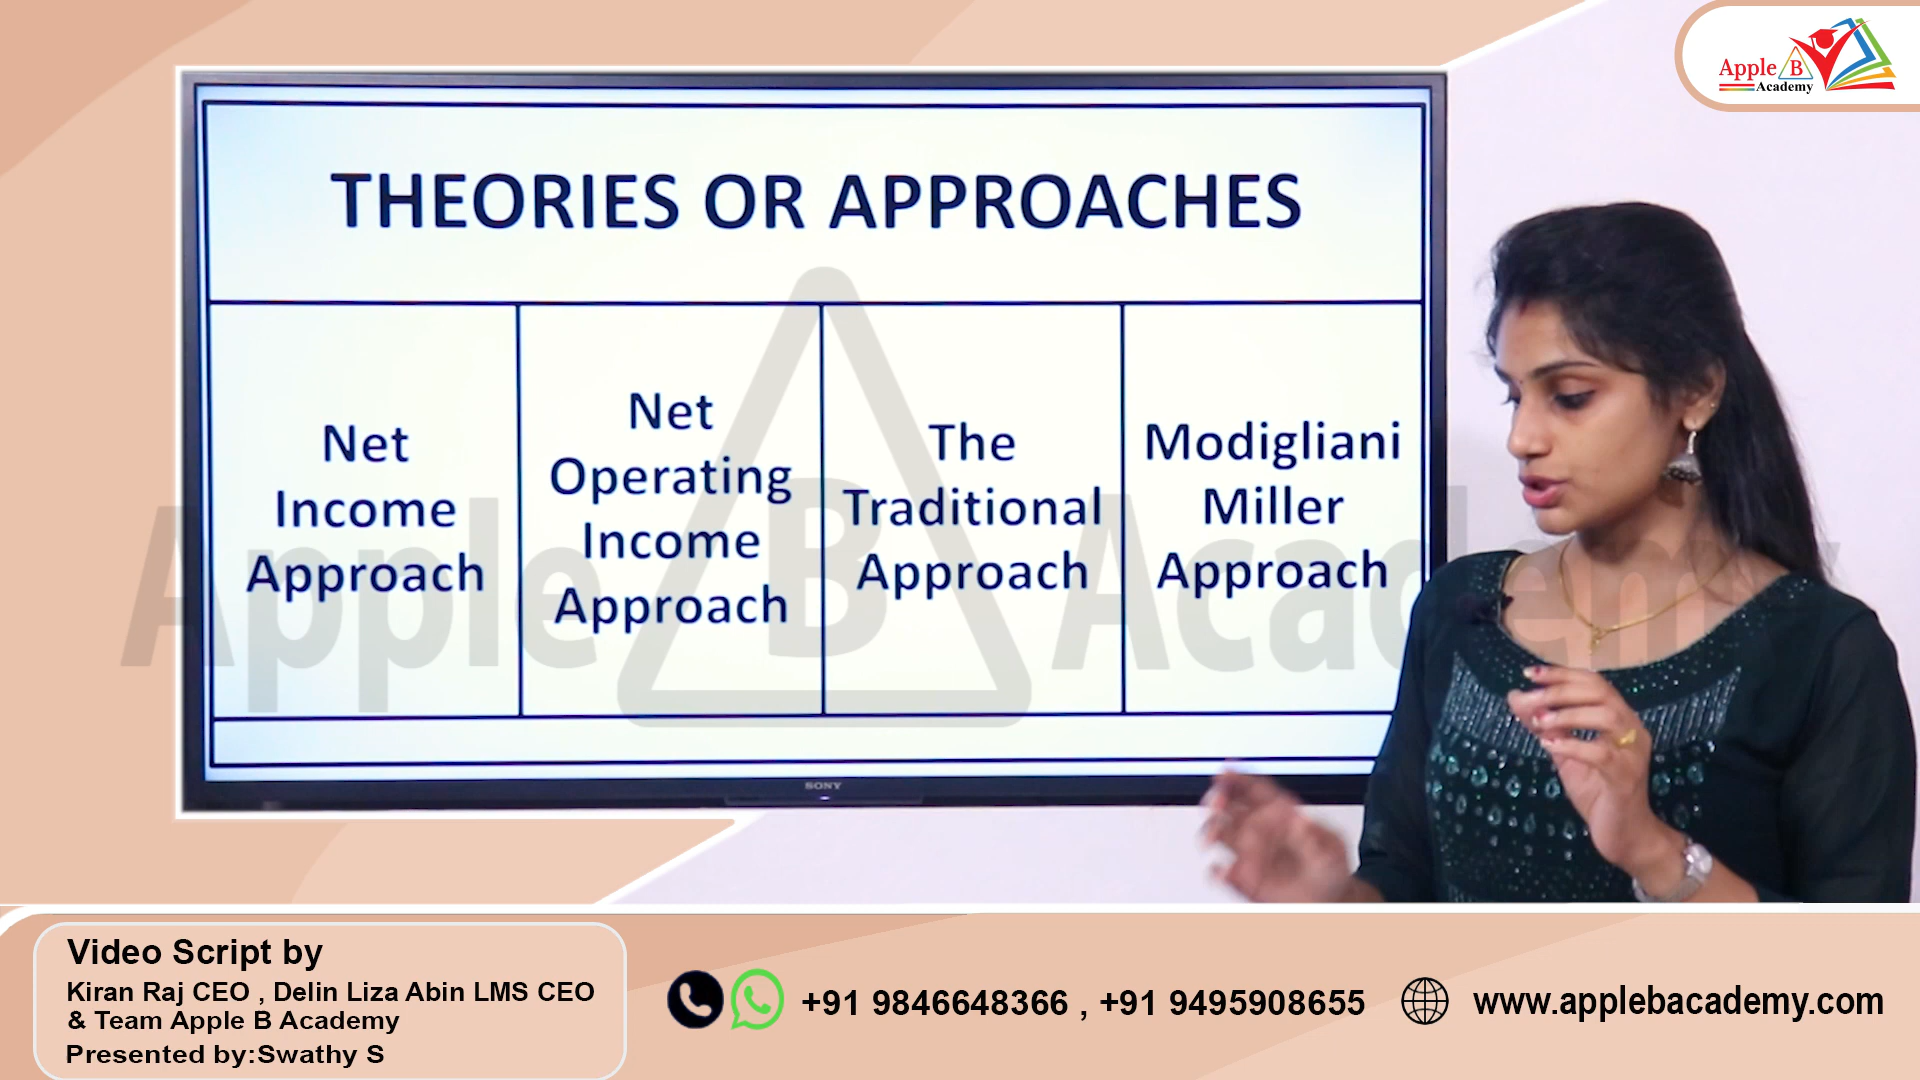 Apple B
Academy
THEORIES OR APPROACHES
Net
Income
Approach
Net
Operating
Income
Approach
The
Traditional
Approach
Modigliani
Miller
Approach
Apple B Academy
SONY
Video Script by
Kiran Raj CEO , Delin Liza Abin LMS CEO
& Team Apple B Academy
Presented by:Swathy S
+91 9846648366 , +91 9495908655
www.applebacademy.com